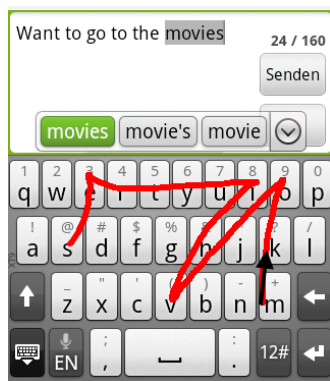 Want to go to the movies
24 / 160
Senden
movies movie's movie
1 2 3 4 5 6 7 8 9 0
q w e r t y u i o p
! @ # $ % & * ? /
a s d f g h j k l
_ " ' ( ) - +
z x c v b n m
EN , ; : . 12#